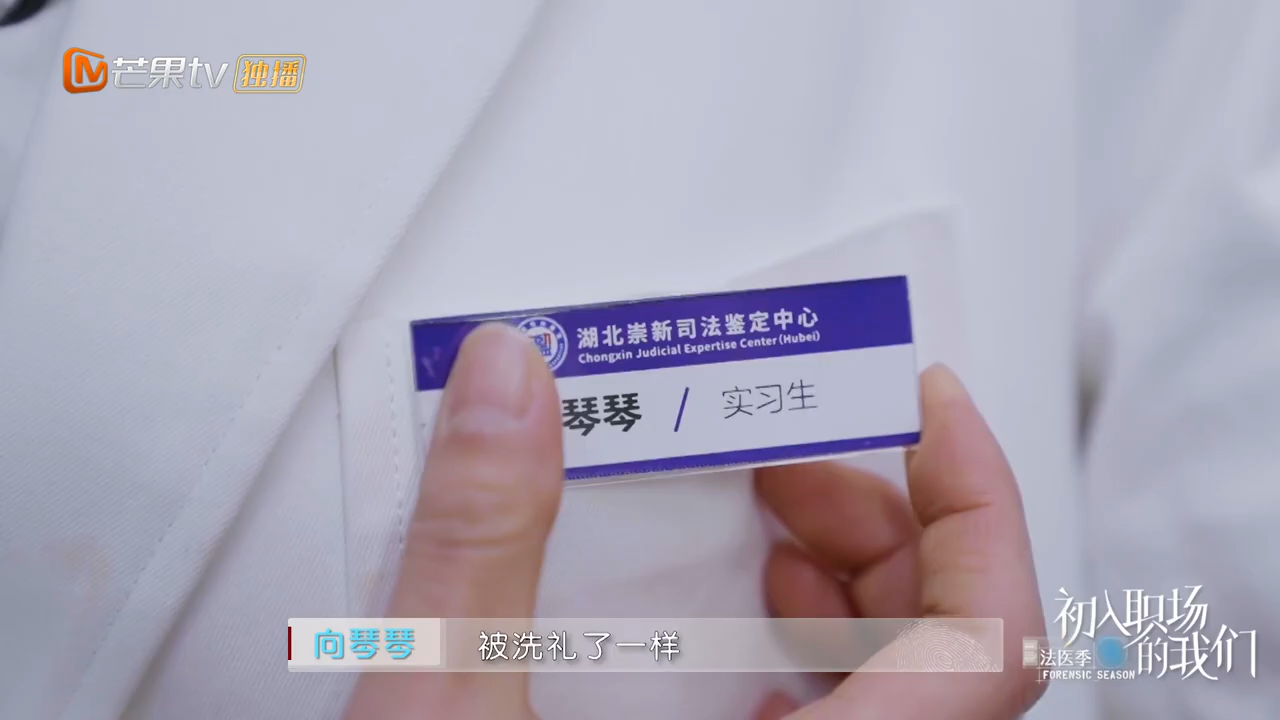 芒果tv 独播
湖北崇新司法鉴定中心
Chongxin Judicial Expertise Center(Hubei)
琴琴 / 实习生
向琴琴 被洗礼了一样
初入职场
的我们
法医季
FORENSIC SEASON